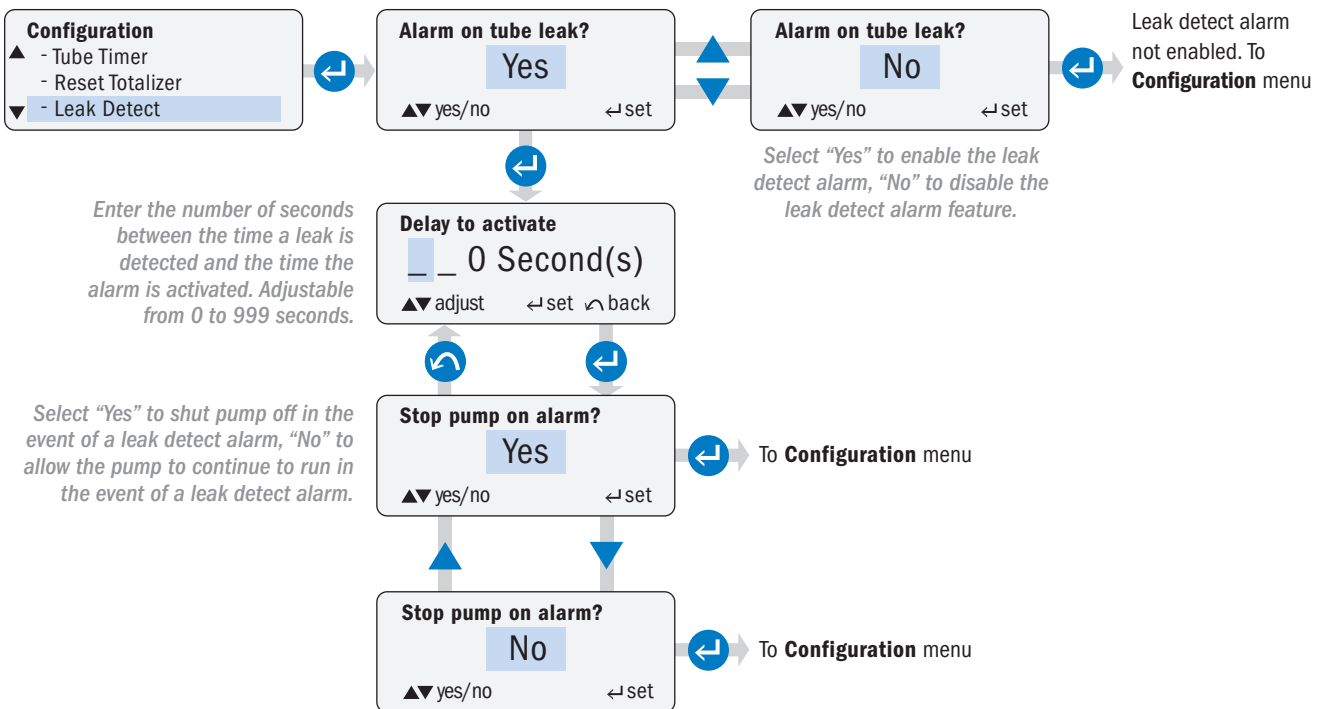 Configuration
- Tube Timer
- Reset Totalizer
- Leak Detect
Alarm on tube leak?
Yes
▲▼ yes/no ↵ set
Alarm on tube leak?
No
▲▼ yes/no ↵ set
Leak detect alarm
not enabled. To
Configuration menu
Select “Yes” to enable the leak
detect alarm, “No” to disable the
leak detect alarm feature.
Enter the number of seconds
between the time a leak is
detected and the time the
alarm is activated. Adjustable
from 0 to 999 seconds.
Delay to activate
_ _ 0 Second(s)
▲▼ adjust ↵ set ↶ back
Select “Yes” to shut pump off in the
event of a leak detect alarm, “No” to
allow the pump to continue to run in
the event of a leak detect alarm.
Stop pump on alarm?
Yes
▲▼ yes/no ↵ set
To Configuration menu
Stop pump on alarm?
No
▲▼ yes/no ↵ set
To Configuration menu